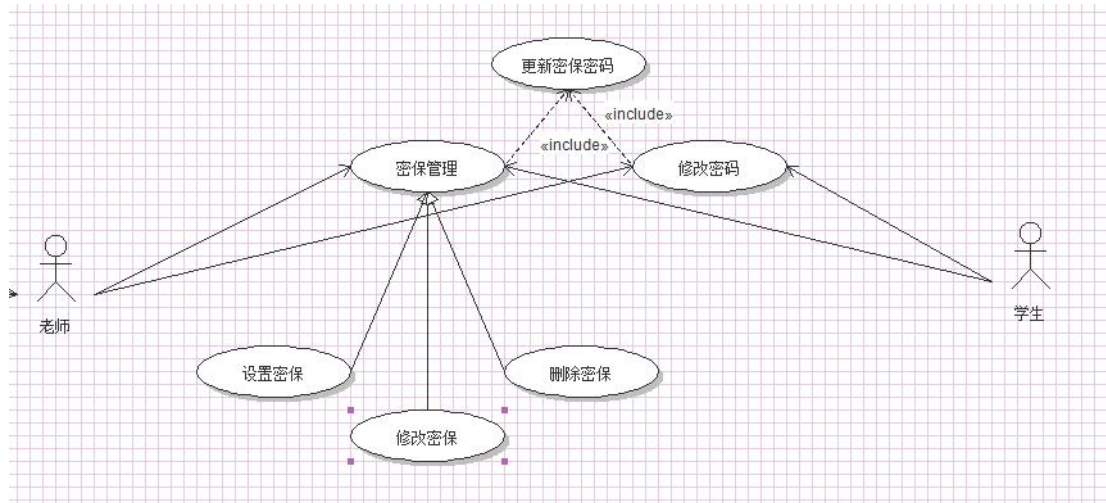 更新密保密码
«include»
«include»
密保管理
修改密码
老师
学生
设置密保
删除密保
修改密保